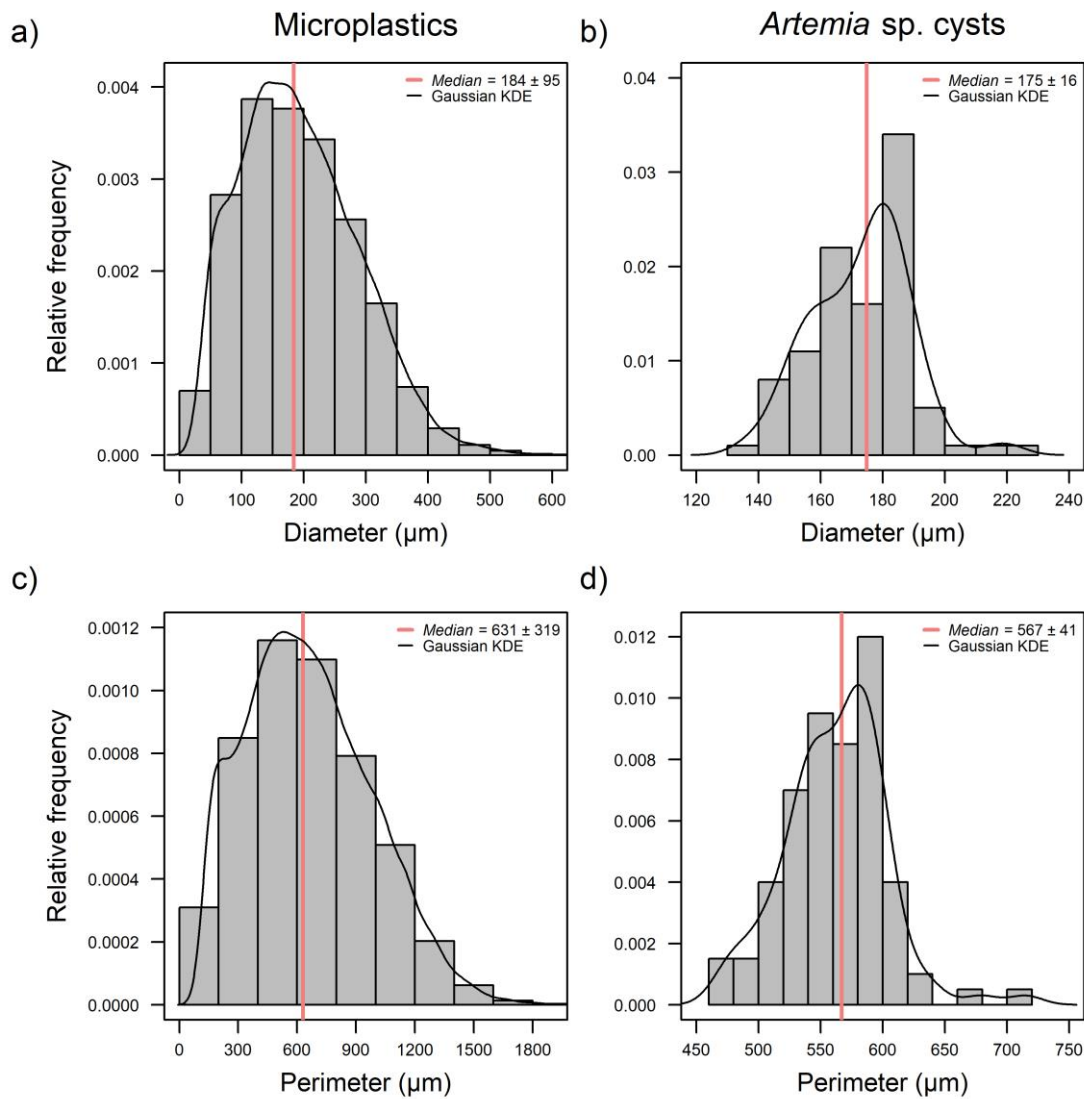 Microplastics
Artemia sp. cysts
a)
Median = 184 ± 95
Gaussian KDE
Relative frequency
0.004
0.003
0.002
0.001
0.000
0 100 200 300 400 500 600
Diameter (µm)
b)
Median = 175 ± 16
Gaussian KDE
0.04
0.03
0.02
0.01
0.00
120 140 160 180 200 220 240
Diameter (µm)
c)
Median = 631 ± 319
Gaussian KDE
Relative frequency
0.0012
0.0010
0.0008
0.0006
0.0004
0.0002
0.0000
0 300 600 900 1200 1500 1800
Perimeter (µm)
d)
Median = 567 ± 41
Gaussian KDE
0.012
0.010
0.008
0.006
0.004
0.002
0.000
450 500 550 600 650 700 750
Perimeter (µm)